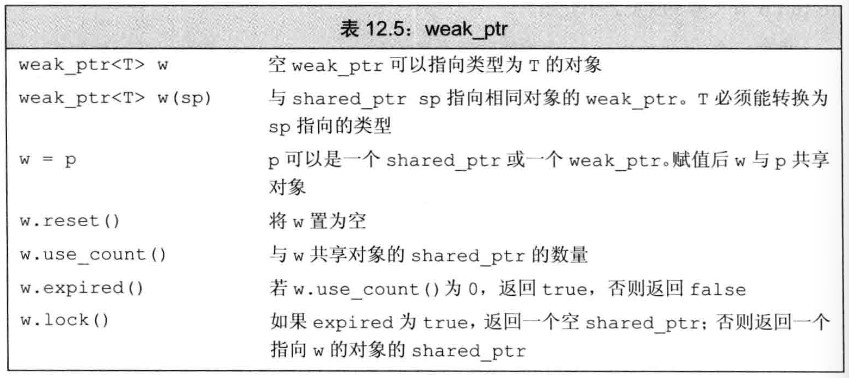 表 12.5：weak_ptr
weak_ptr<T> w 空 weak_ptr 可以指向类型为 T 的对象
weak_ptr<T> w(sp) 与 shared_ptr sp 指向相同对象的 weak_ptr。T 必须能转换为
sp 指向的类型
w = p p 可以是一个 shared_ptr 或一个 weak_ptr。赋值后 w 与 p 共享
对象
w.reset() 将 w 置为空
w.use_count() 与 w 共享对象的 shared_ptr 的数量
w.expired() 若 w.use_count() 为 0，返回 true，否则返回 false
w.lock() 如果 expired 为 true，返回一个空 shared_ptr；否则返回一个
指向 w 的对象的 shared_ptr